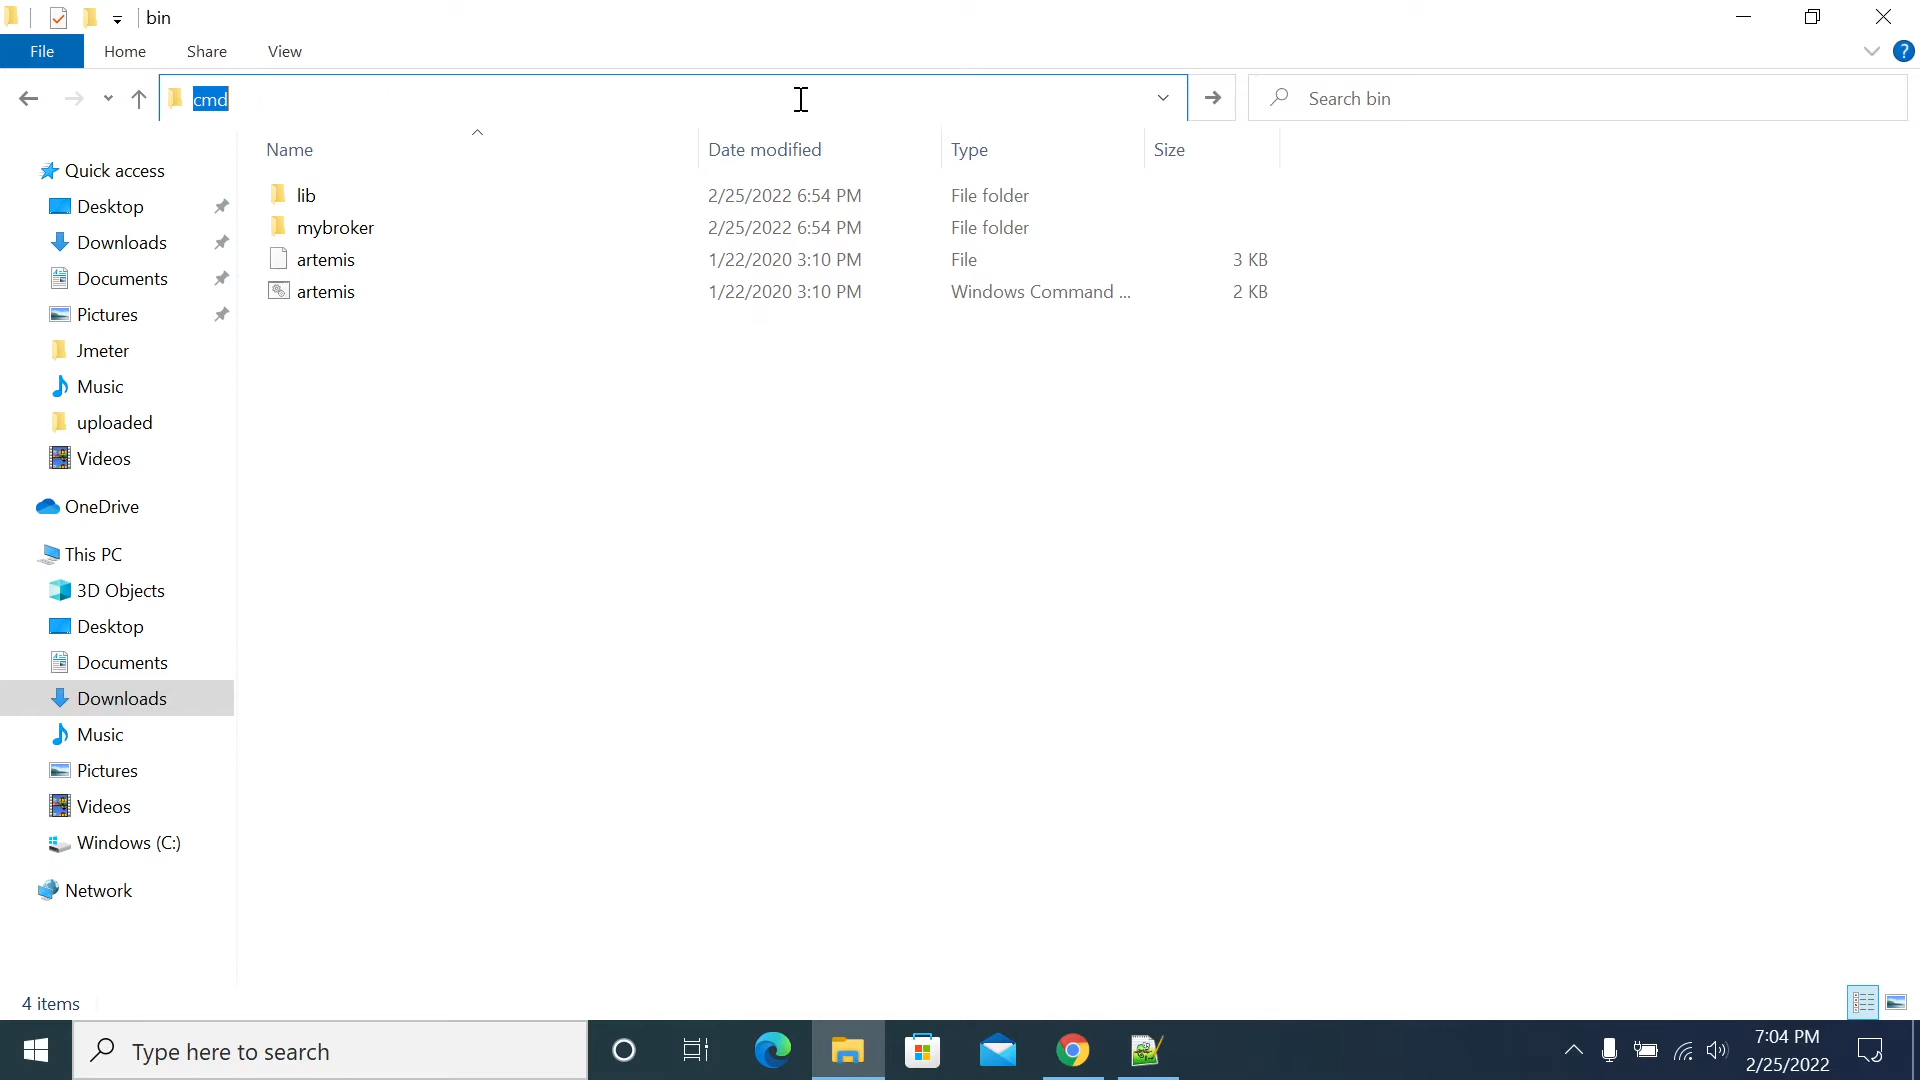 bin
File
Home
Share
View
cmd
Search bin
Name
Date modified
Type
Size
lib
2/25/2022 6:54 PM
File folder
mybroker
2/25/2022 6:54 PM
File folder
artemis
1/22/2020 3:10 PM
File
3 KB
artemis
1/22/2020 3:10 PM
Windows Command ...
2 KB
Quick access
Desktop
Downloads
Documents
Pictures
Jmeter
Music
uploaded
Videos
OneDrive
This PC
3D Objects
Desktop
Documents
Downloads
Music
Pictures
Videos
Windows (C:)
Network
4 items
Type here to search
7:04 PM
2/25/2022